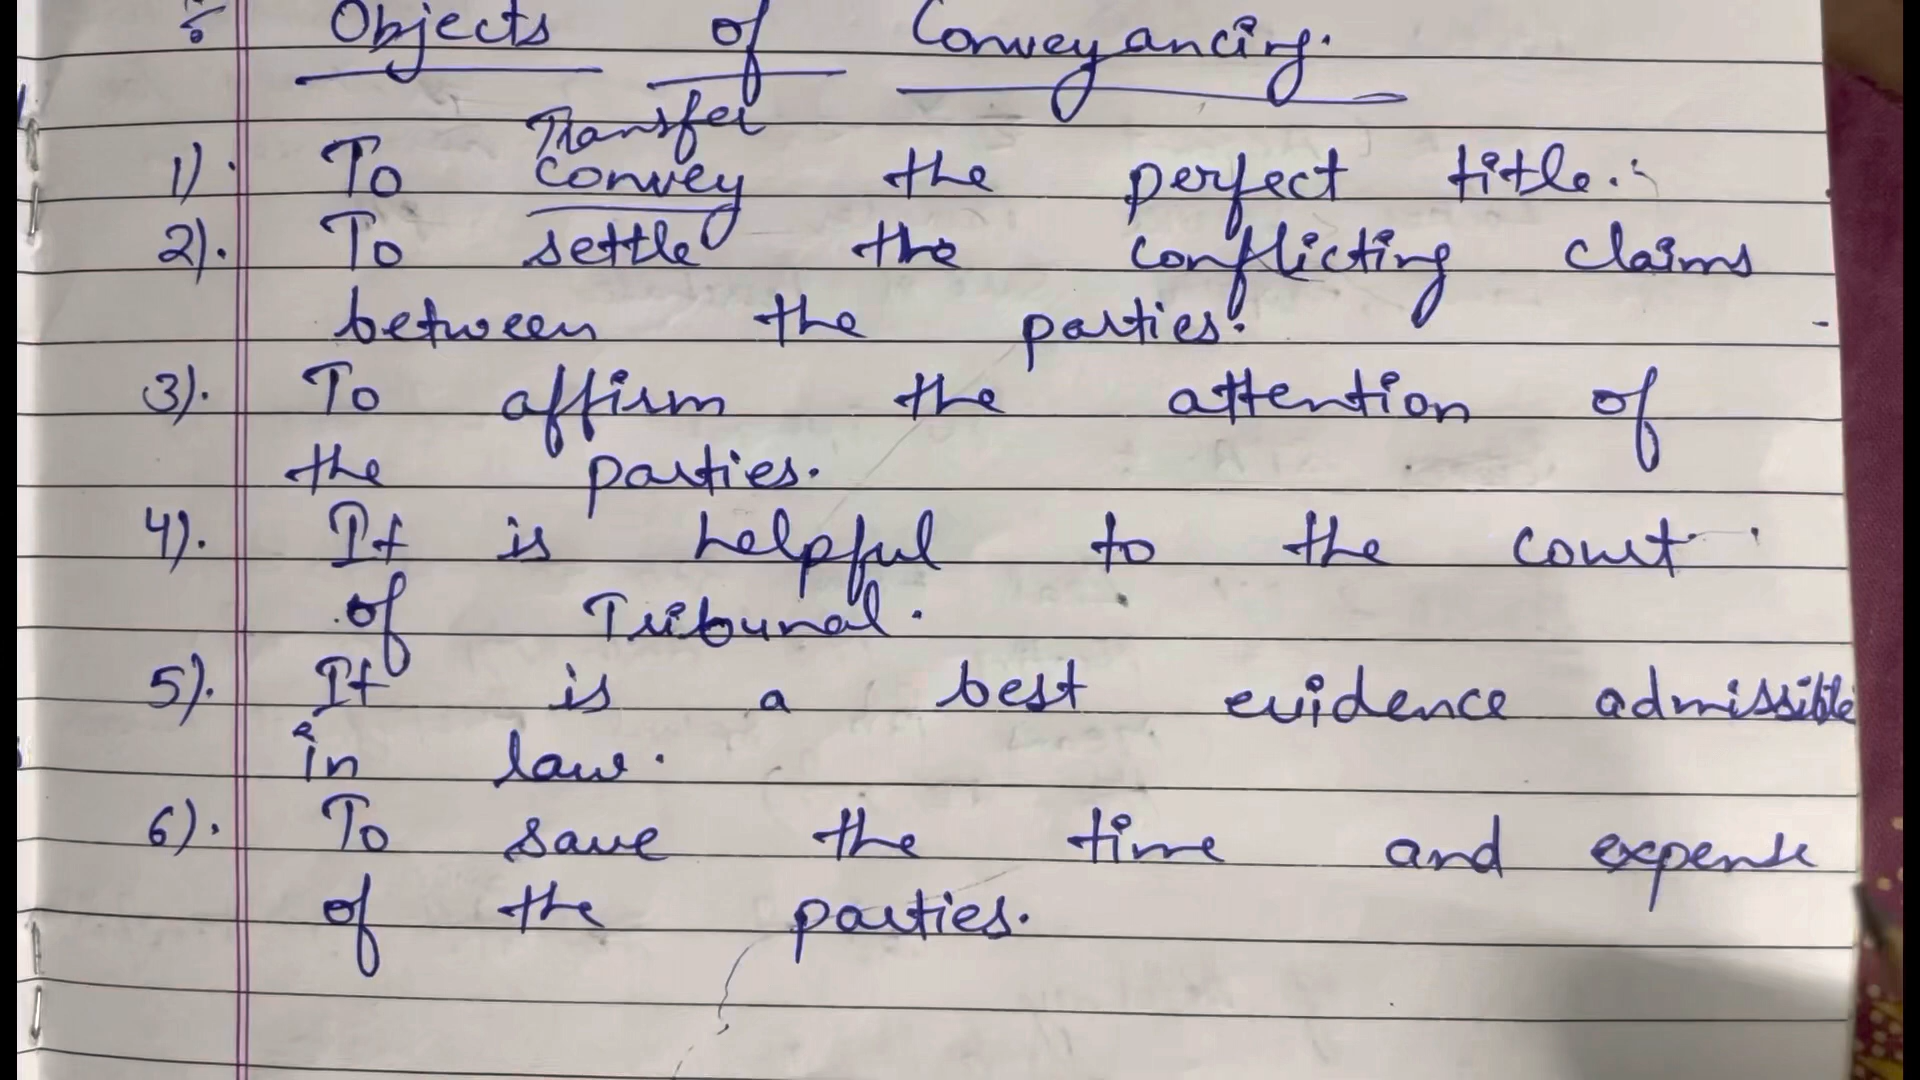 ÷ Objects of Conveyancing.
Transfer
1). To convey the perfect title.
2). To settle the conflicting claims
between the parties.
3). To affirm the attention of
the parties.
4). It is helpful to the court
of Tribunal.
5). It is a best evidence admissible
in law.
6). To save the time and expense
of the parties.